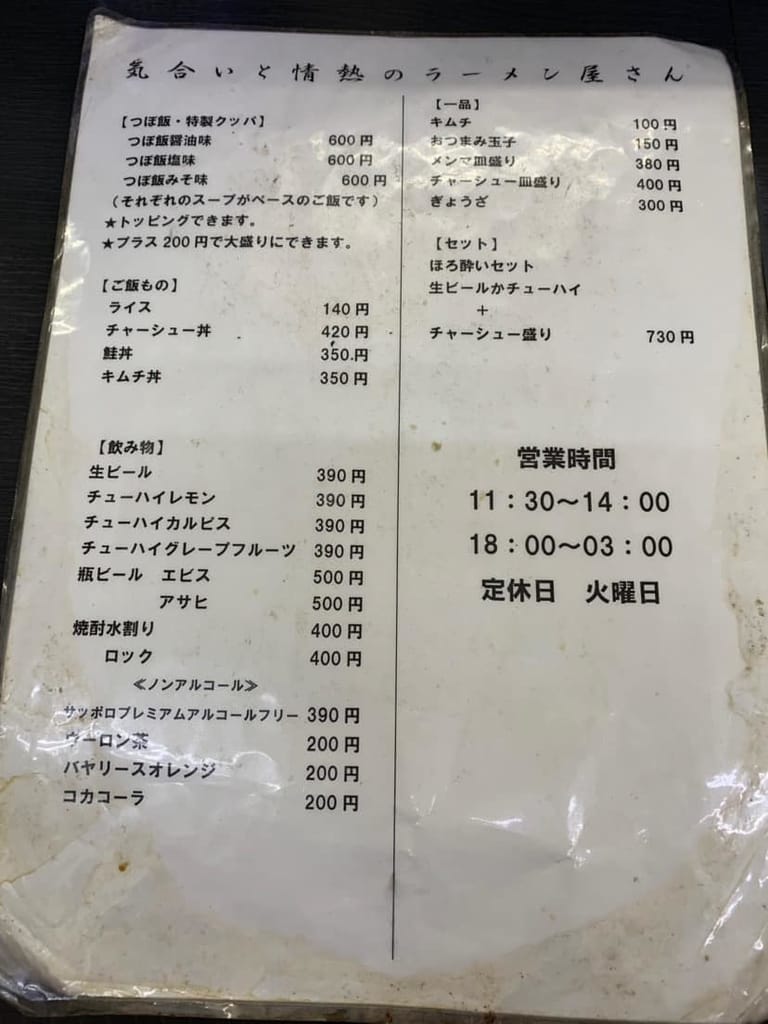 気合いと情熱のラーメン屋さん
【つぼ飯・特製クッパ】
つぼ飯醤油味 600円
つぼ飯塩味 600円
つぼ飯みそ味 600円
（それぞれのスープがベースのご飯です）
★トッピングできます。
★プラス200円で大盛りにできます。
【ご飯もの】
ライス 140円
チャーシュー丼 420円
鮭丼 350円
キムチ丼 350円
【飲み物】
生ビール 390円
チューハイレモン 390円
チューハイカルピス 390円
チューハイグレープフルーツ 390円
瓶ビール エビス 500円
アサヒ 500円
焼酎水割り 400円
ロック 400円
≪ノンアルコール≫
サッポロプレミアムアルコールフリー 390円
ウーロン茶 200円
バヤリースオレンジ 200円
コカコーラ 200円
【一品】
キムチ 100円
おつまみ玉子 150円
メンマ皿盛り 380円
チャーシュー皿盛り 400円
ぎょうざ 300円
【セット】
ほろ酔いセット
生ビールかチューハイ
＋
チャーシュー盛り 730円
営業時間
11：30～14：00
18：00～03：00
定休日 火曜日